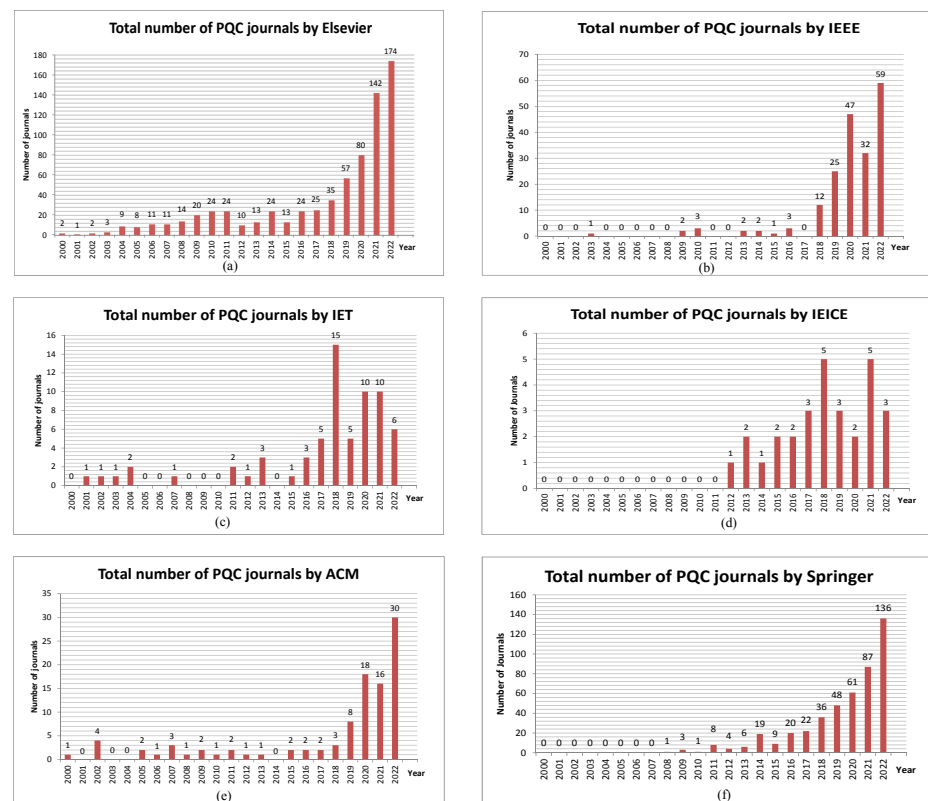 Total number of PQC journals by Elsevier
Number of journals
180
160
140
120
100
80
60
40
20
0
2 1 2 3 9 8 11 11 14 20 24 24 10 13 24 13 24 25 35 57 80 142 174
2000 2001 2002 2003 2004 2005 2006 2007 2008 2009 2010 2011 2012 2013 2014 2015 2016 2017 2018 2019 2020 2021 2022 Year
(a)
Total number of PQC journals by IEEE
Number of journals
70
60
50
40
30
20
10
0
0 0 0 1 0 0 0 0 0 2 3 0 0 2 2 1 3 0 12 25 47 32 59
2000 2001 2002 2003 2004 2005 2006 2007 2008 2009 2010 2011 2012 2013 2014 2015 2016 2017 2018 2019 2020 2021 2022 Year
(b)
Total number of PQC journals by IET
Number of journals
16
14
12
10
8
6
4
2
0
0 1 1 1 2 0 0 1 0 0 0 2 1 3 0 1 3 5 15 5 10 10 6
2000 2001 2002 2003 2004 2005 2006 2007 2008 2009 2010 2011 2012 2013 2014 2015 2016 2017 2018 2019 2020 2021 2022 Year
(c)
Total number of PQC journals by IEICE
Number of Journals
6
5
4
3
2
1
0
0 0 0 0 0 0 0 0 0 0 0 0 1 2 1 2 2 3 5 3 2 5 3
2000 2001 2002 2003 2004 2005 2006 2007 2008 2009 2010 2011 2012 2013 2014 2015 2016 2017 2018 2019 2020 2021 2022 Year
(d)
Total number of PQC journals by ACM
Number of journals
35
30
25
20
15
10
5
0
1 0 4 0 0 2 1 3 1 2 1 2 1 1 0 2 2 2 3 8 18 16 30
2000 2001 2002 2003 2004 2005 2006 2007 2008 2009 2010 2011 2012 2013 2014 2015 2016 2017 2018 2019 2020 2021 2022 Year
(e)
Total number of PQC journals by Springer
Number of Journals
160
140
120
100
80
60
40
20
0
0 0 0 0 0 0 0 0 1 3 1 8 4 6 19 9 20 22 36 48 61 87 136
2000 2001 2002 2003 2004 2005 2006 2007 2008 2009 2010 2011 2012 2013 2014 2015 2016 2017 2018 2019 2020 2021 2022 Year
(f)